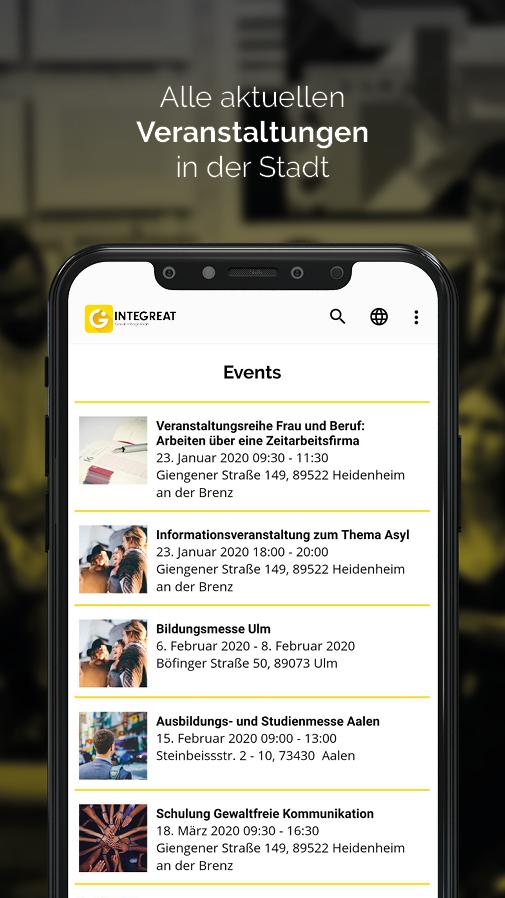 Alle aktuellen
Veranstaltungen
in der Stadt
INTEGREAT
Events
Veranstaltungsreihe Frau und Beruf:
Arbeiten über eine Zeitarbeitsfirma
23. Januar 2020 09:30 - 11:30
Giengener Straße 149, 89522 Heidenheim
an der Brenz
Informationsveranstaltung zum Thema Asyl
23. Januar 2020 18:00 - 20:00
Giengener Straße 149, 89522 Heidenheim
an der Brenz
Bildungsmesse Ulm
6. Februar 2020 - 8. Februar 2020
Böfinger Straße 50, 89073 Ulm
Ausbildungs- und Studienmesse Aalen
15. Februar 2020 09:00 - 13:00
Steinbeissstr. 2 - 10, 73430 Aalen
Schulung Gewaltfreie Kommunikation
18. März 2020 09:30 - 16:30
Giengener Straße 149, 89522 Heidenheim
an der Brenz